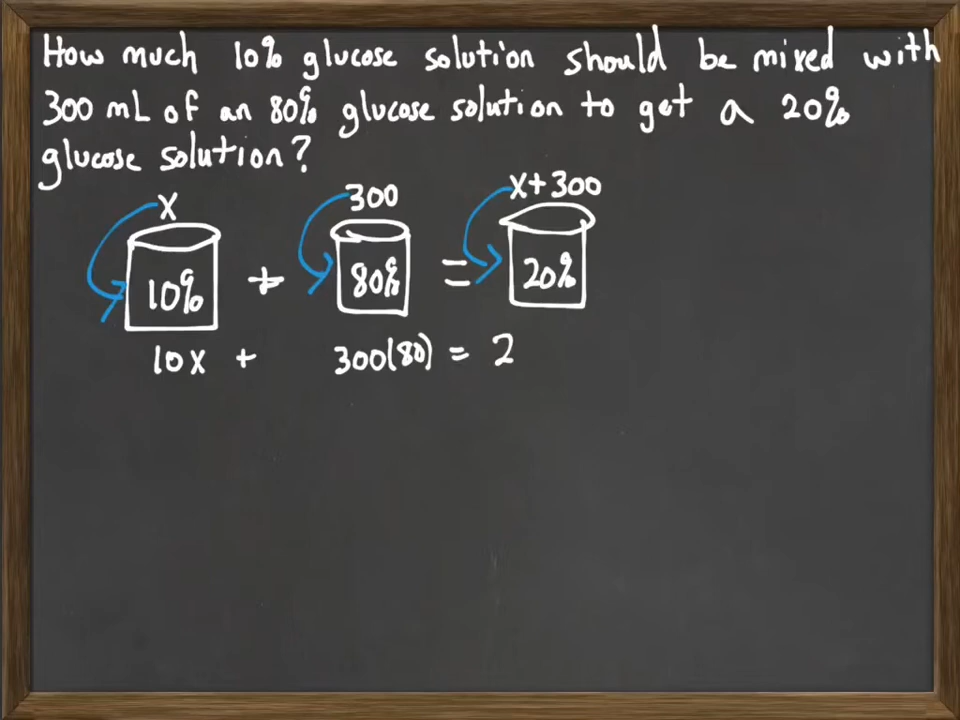 How much 10% glucose solution should be mixed with
300 mL of an 80% glucose solution to get a 20%
glucose solution?
x 300 x+300
10% + 80% = 20%
10x + 300(80) = 2